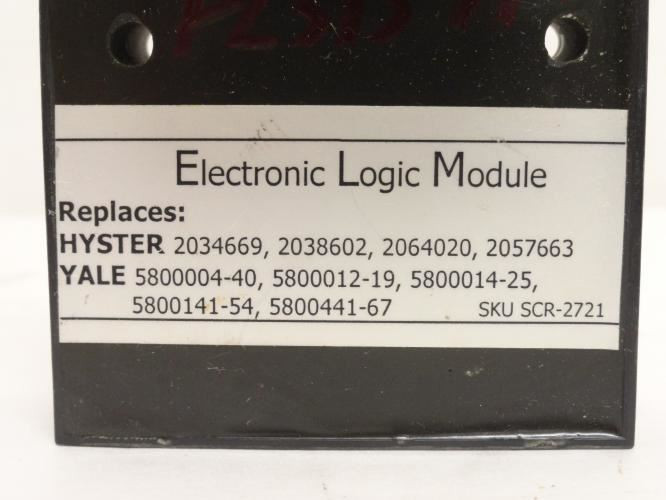 Electronic Logic Module
Replaces:
HYSTER 2034669, 2038602, 2064020, 2057663
YALE 5800004-40, 5800012-19, 5800014-25,
5800141-54, 5800441-67 SKU SCR-2721